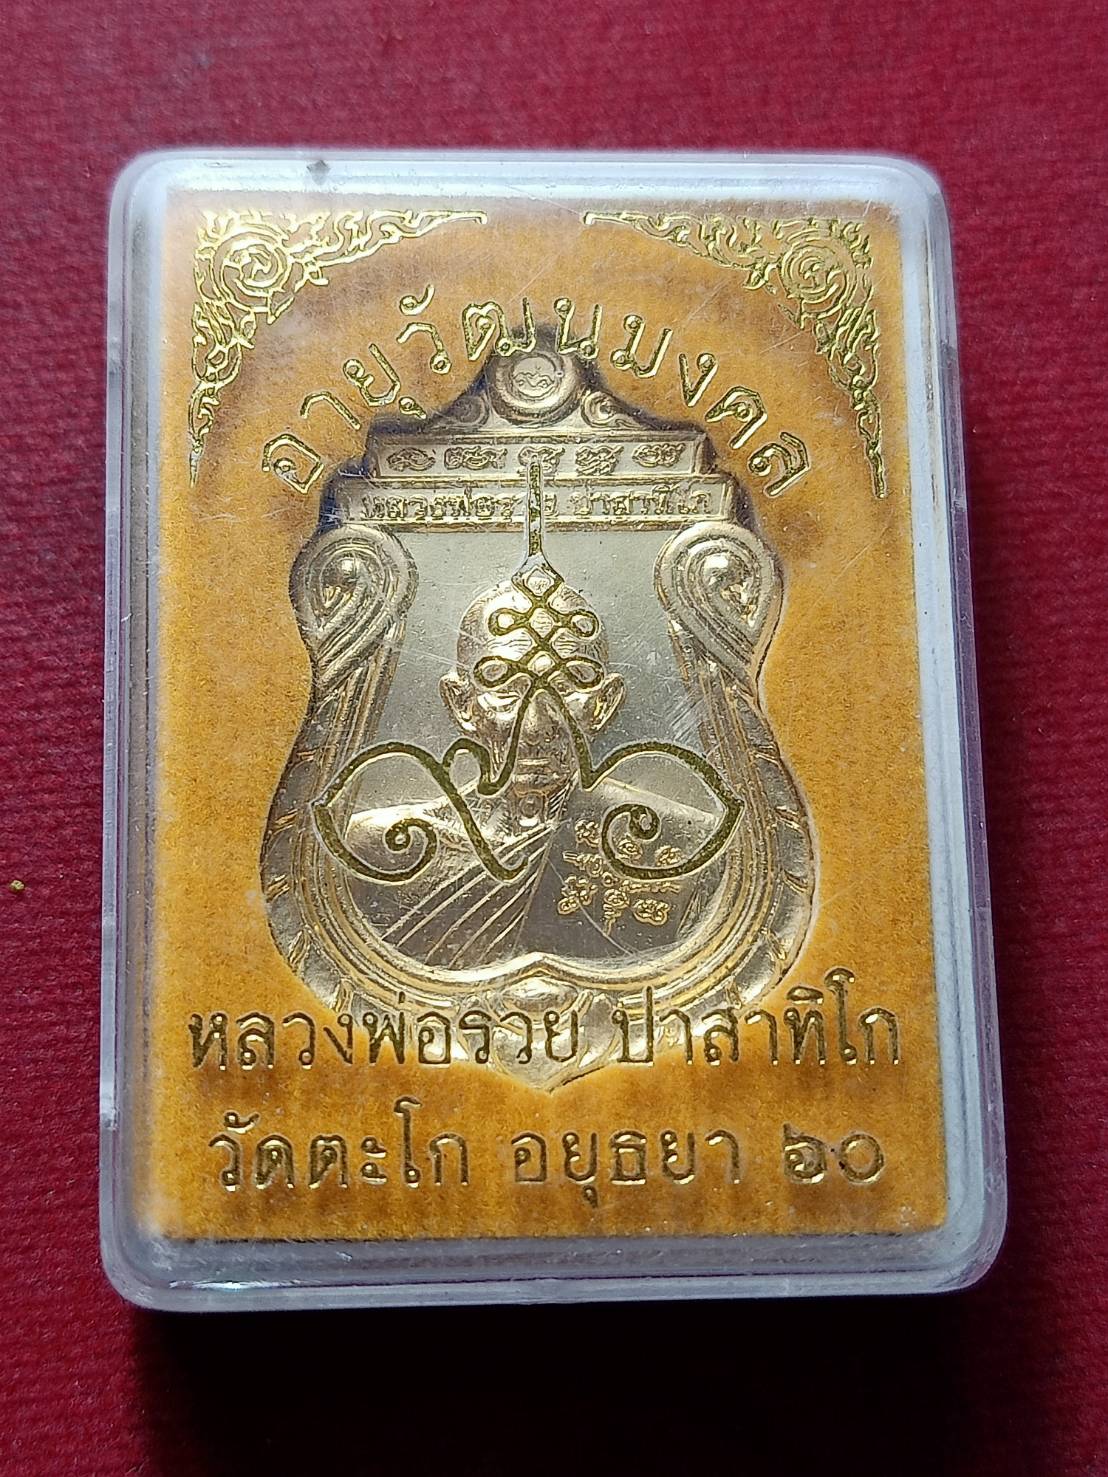 อายุวัฒนมงคล
หลวงพ่อรวย ปาสาทิโก
หลวงพ่อรวย ปาสาทิโก
วัดตะโก อยุธยา ๖๐